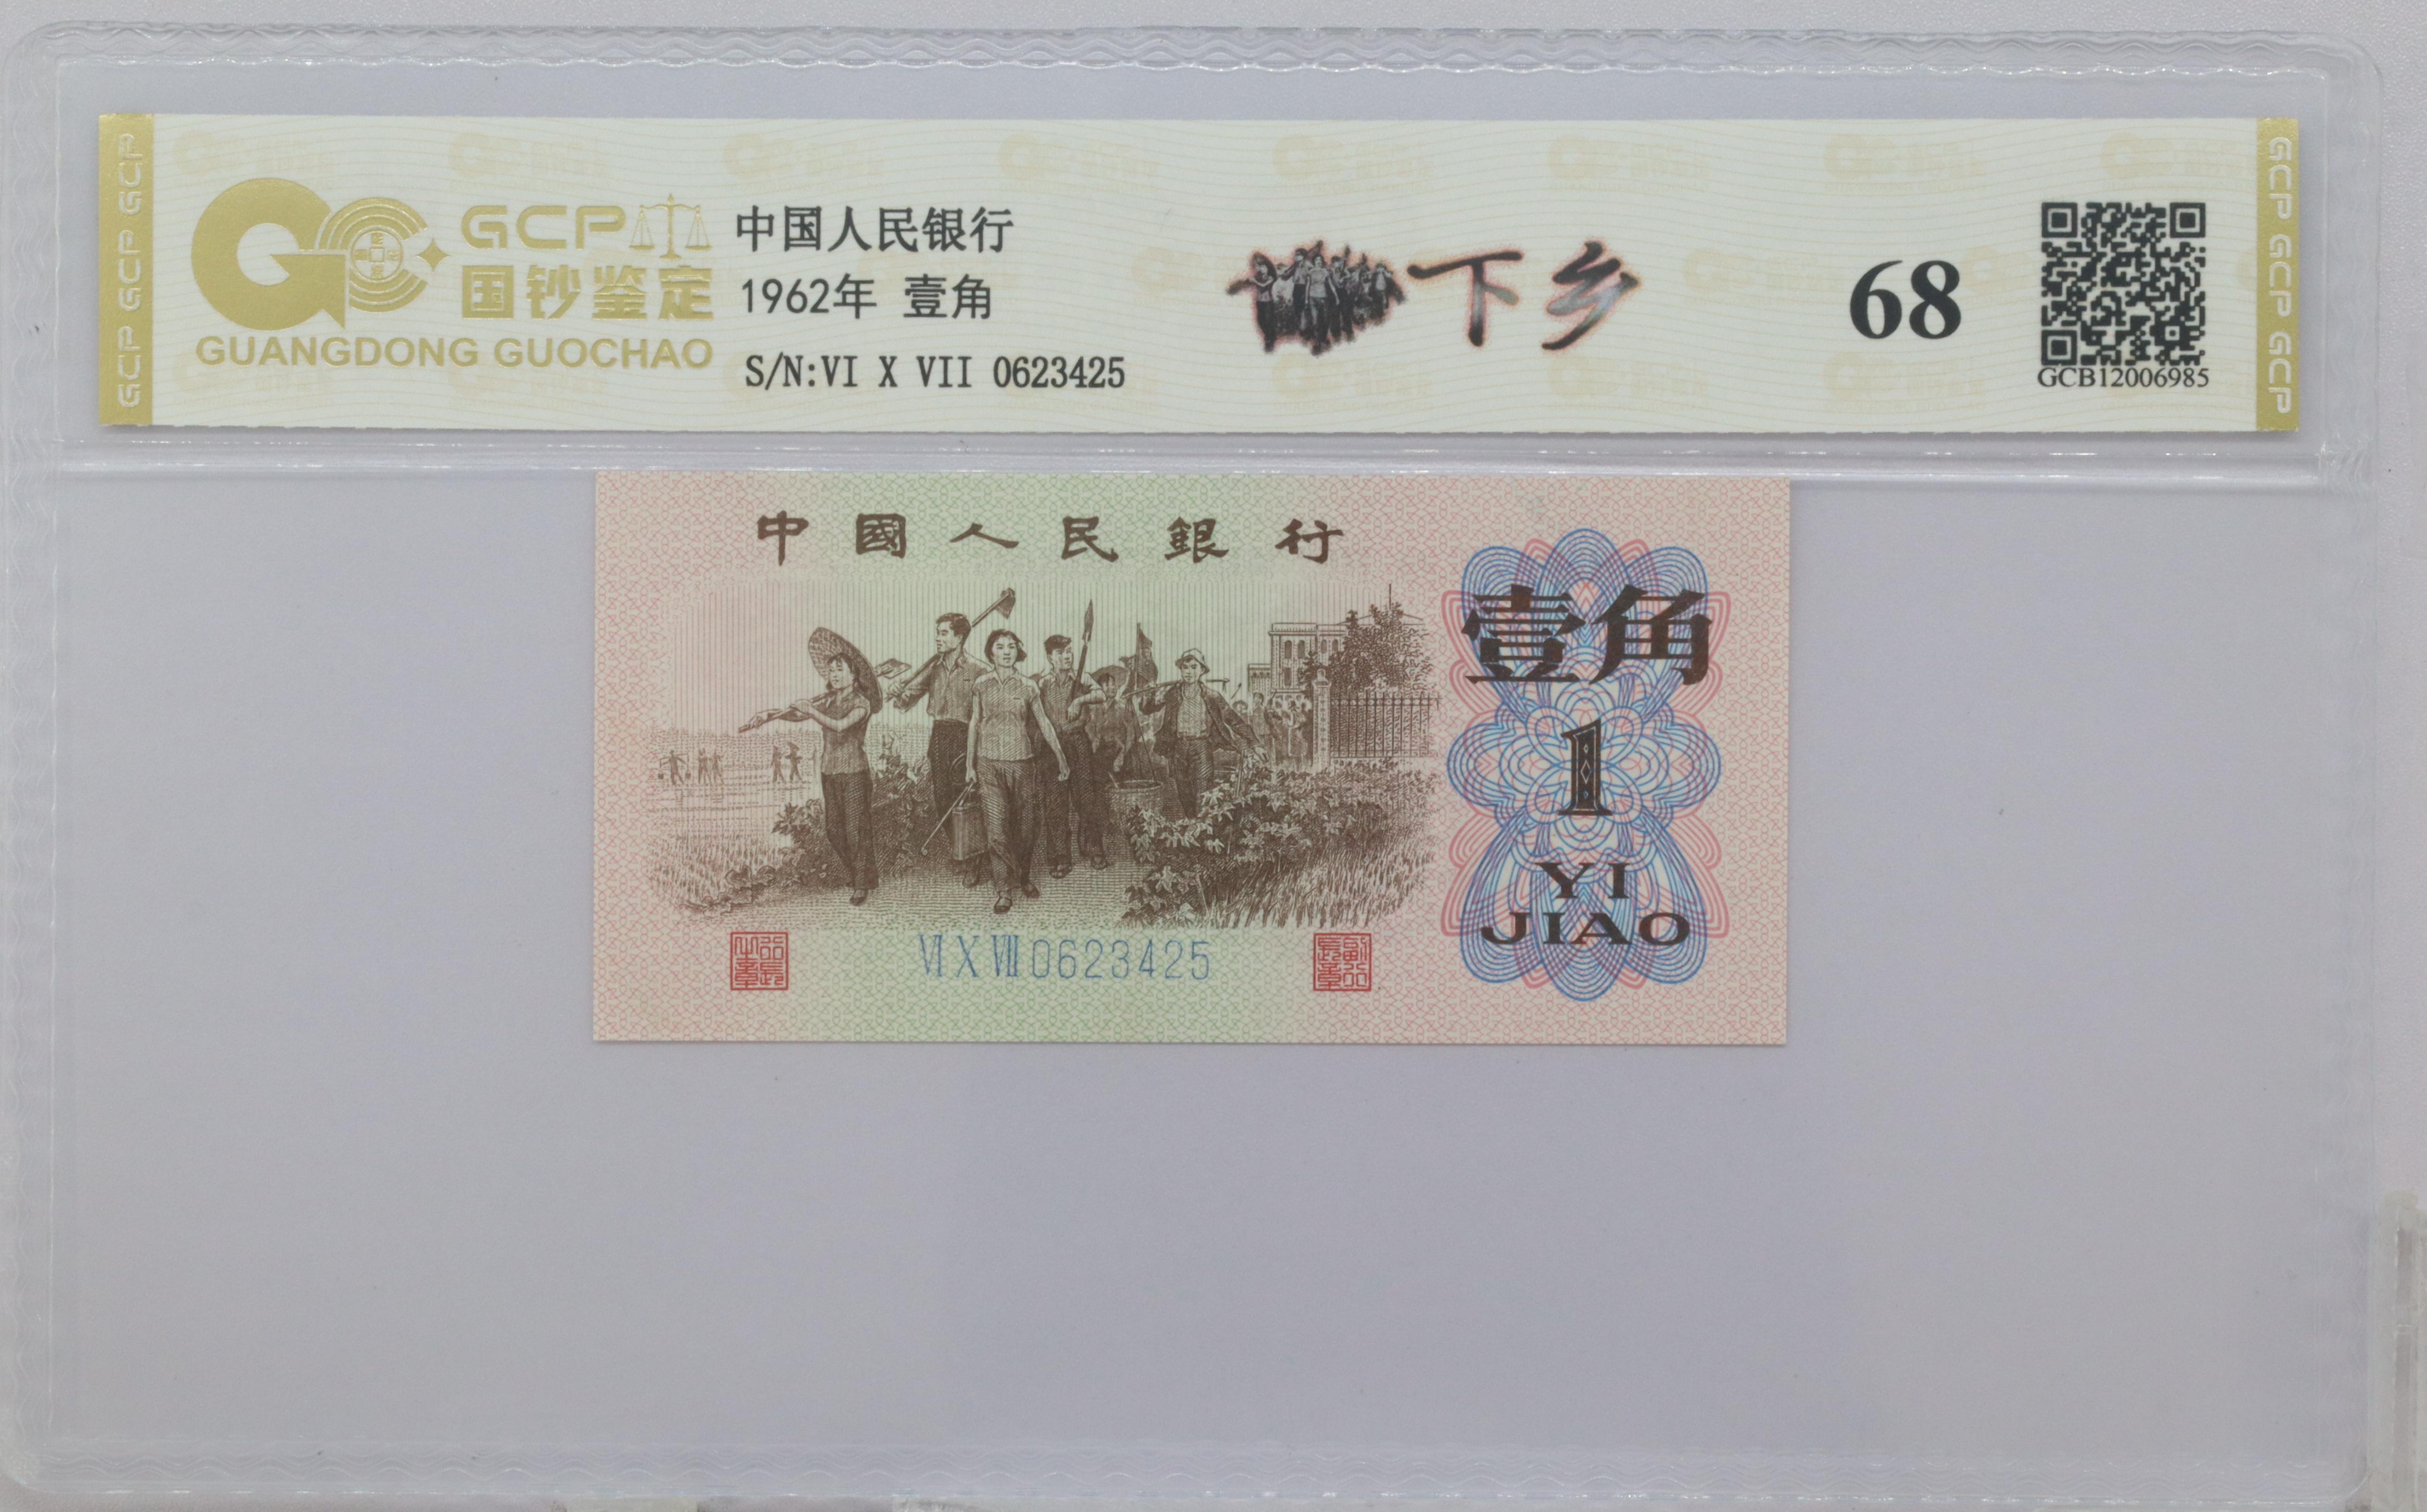 GCP
国钞鉴定
GUANGDONG GUOCHAO
中国人民银行
1962年 壹角
S/N:VI X VII 0623425
下乡
68
GCB12006985
GCP GCP GCP
GCP GCP GCP
中國人民銀行
壹角
1
YI
JIAO
0623425